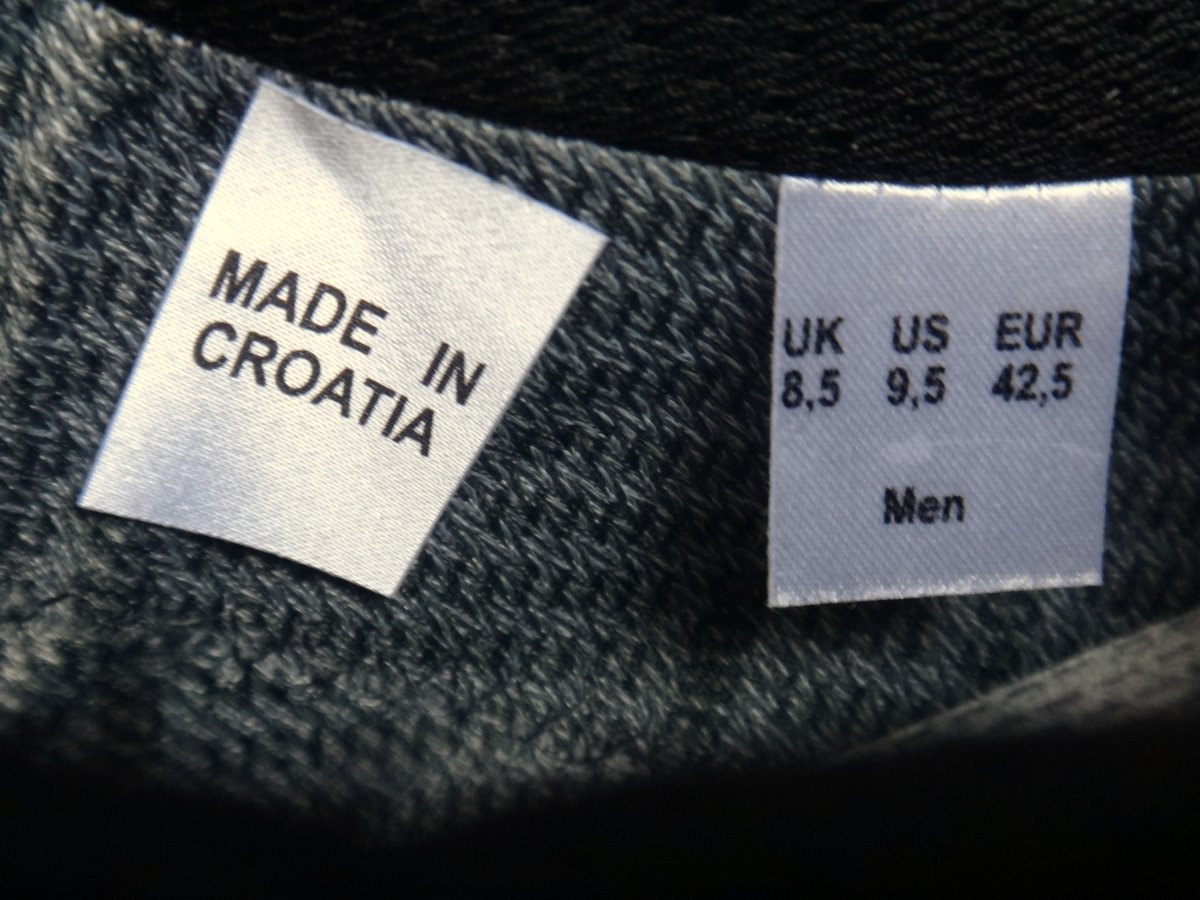 MADE IN
CROATIA
UK US EUR
8,5 9,5 42,5
Men